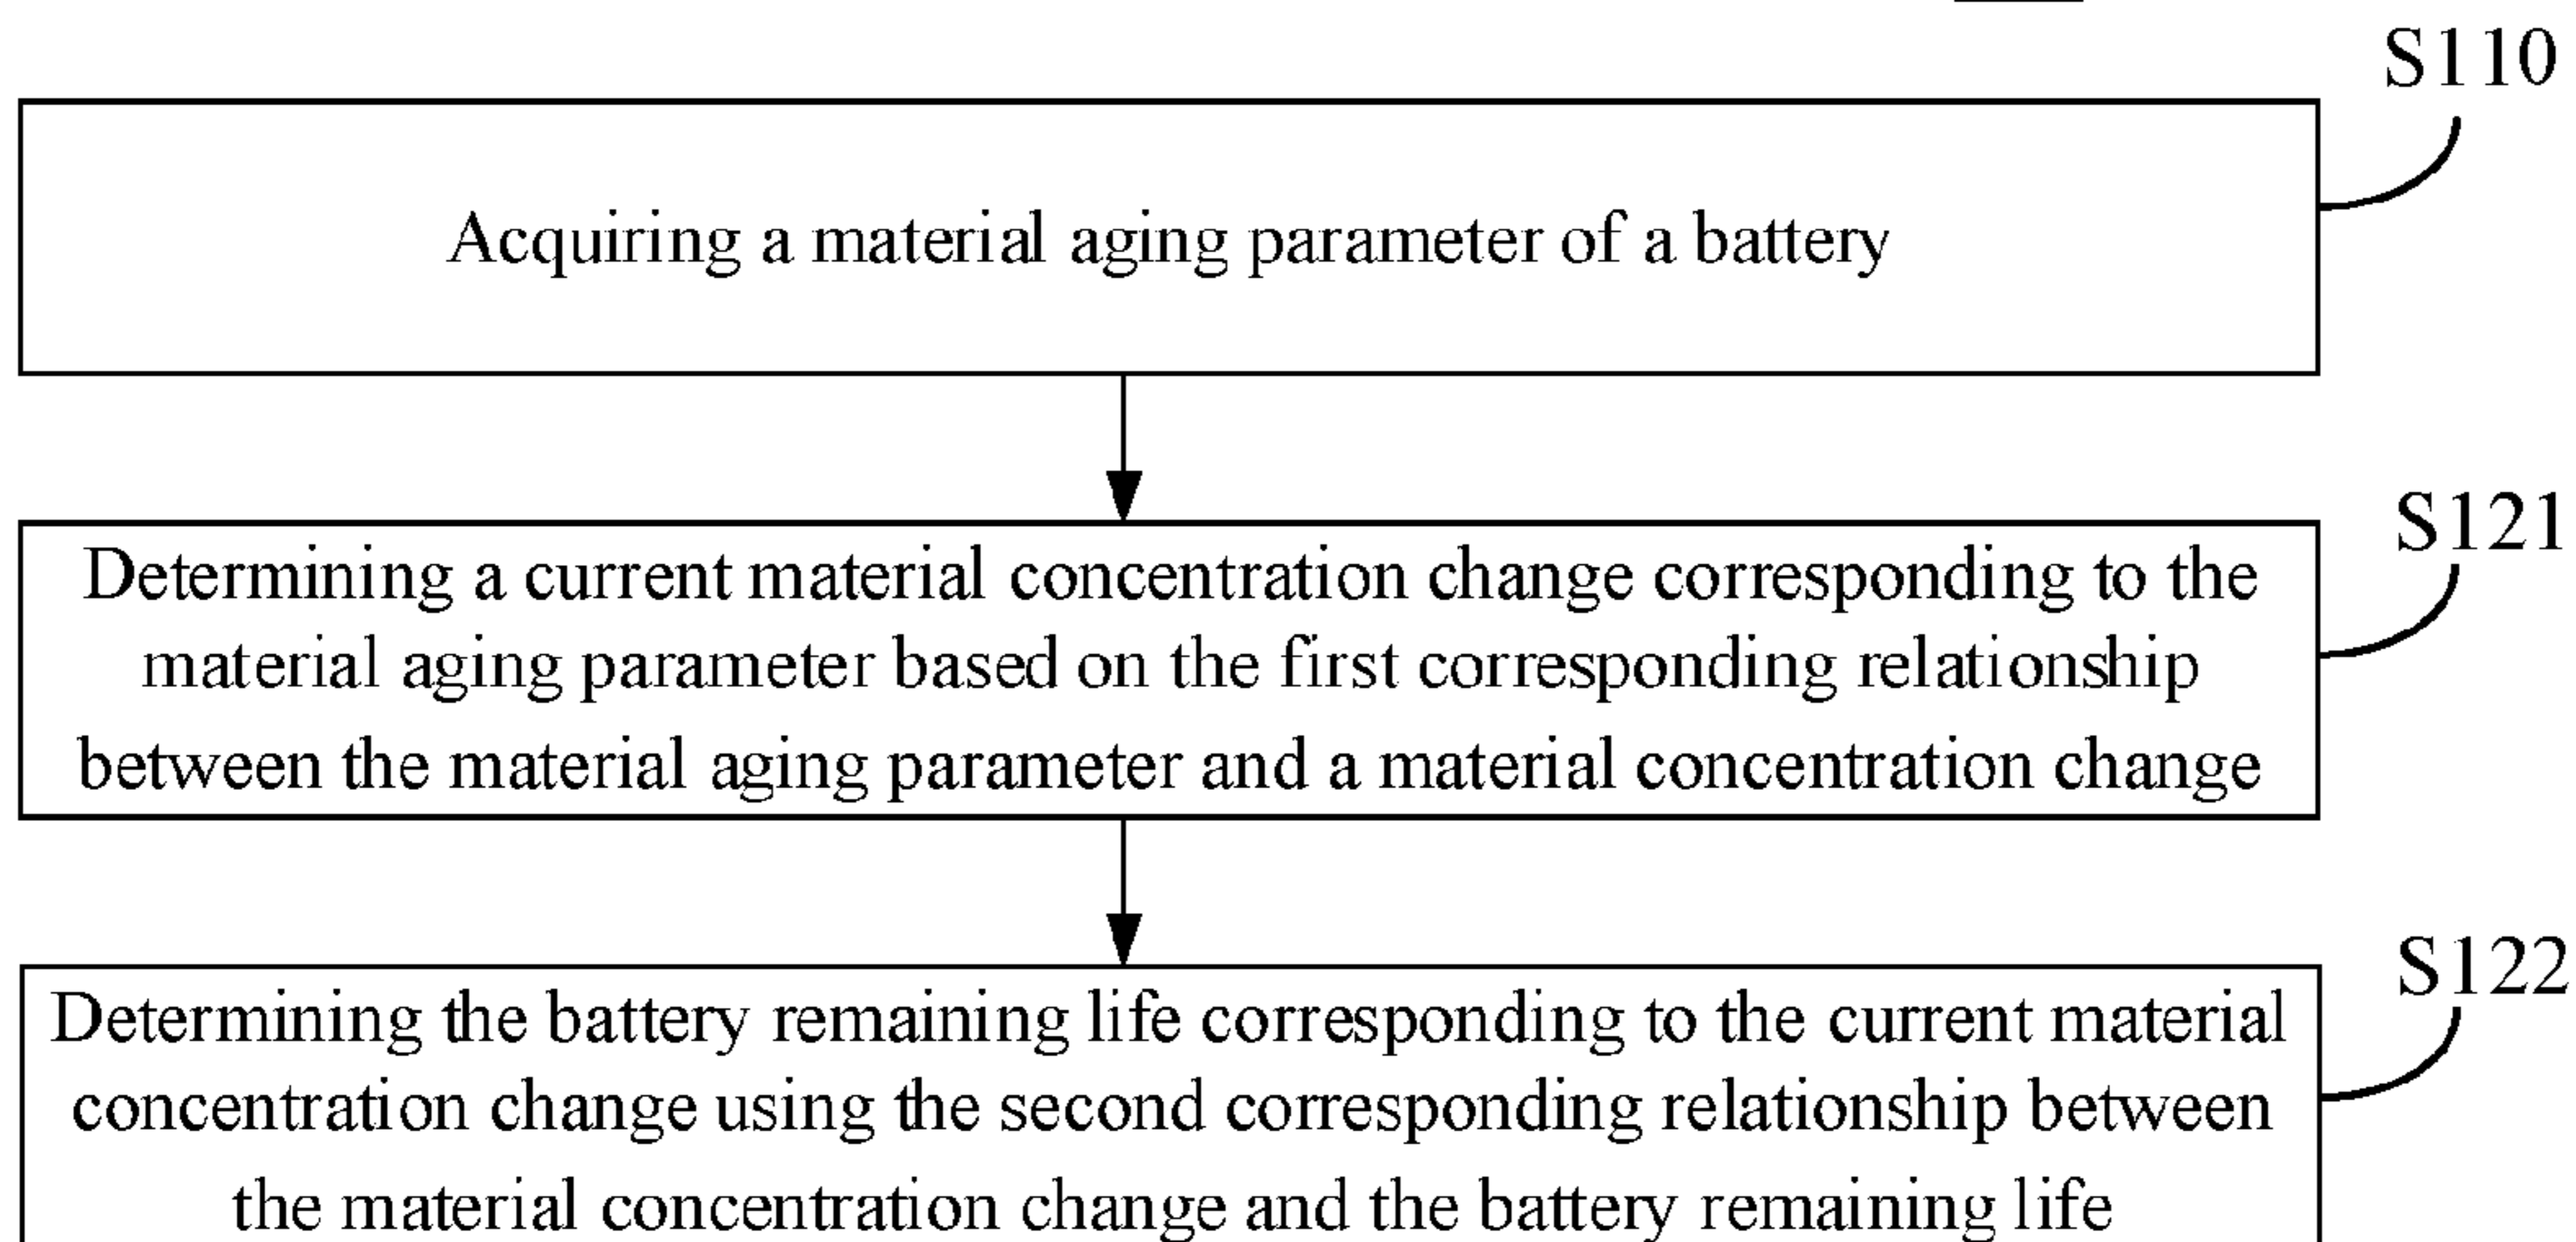 S110
Acquiring a material aging parameter of a battery
S121
Determining a current material concentration change corresponding to the
material aging parameter based on the first corresponding relationship
between the material aging parameter and a material concentration change
S122
Determining the battery remaining life corresponding to the current material
concentration change using the second corresponding relationship between
the material concentration change and the battery remaining life